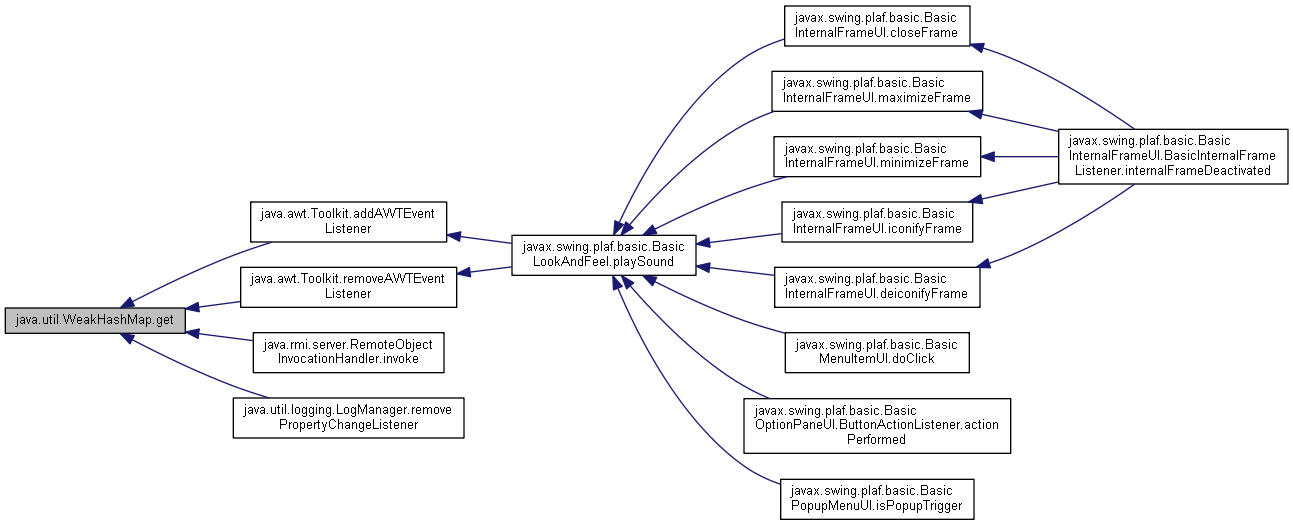 javax.swing.plaf.basic.Basic
InternalFrameUI.closeFrame
javax.swing.plaf.basic.Basic
InternalFrameUI.maximizeFrame
javax.swing.plaf.basic.Basic
InternalFrameUI.BasicInternalFrame
Listener.internalFrameDeactivated
javax.swing.plaf.basic.Basic
InternalFrameUI.minimizeFrame
java.awt.Toolkit.addAWTEvent
Listener
javax.swing.plaf.basic.Basic
InternalFrameUI.iconifyFrame
javax.swing.plaf.basic.Basic
LookAndFeel.playSound
java.awt.Toolkit.removeAWTEvent
Listener
javax.swing.plaf.basic.Basic
InternalFrameUI.deiconifyFrame
java.util.WeakHashMap.get
java.rmi.server.RemoteObject
InvocationHandler.invoke
javax.swing.plaf.basic.Basic
MenuItemUI.doClick
java.util.logging.LogManager.remove
PropertyChangeListener
javax.swing.plaf.basic.Basic
OptionPaneUI.ButtonActionListener.action
Performed
javax.swing.plaf.basic.Basic
PopupMenuUI.isPopupTrigger